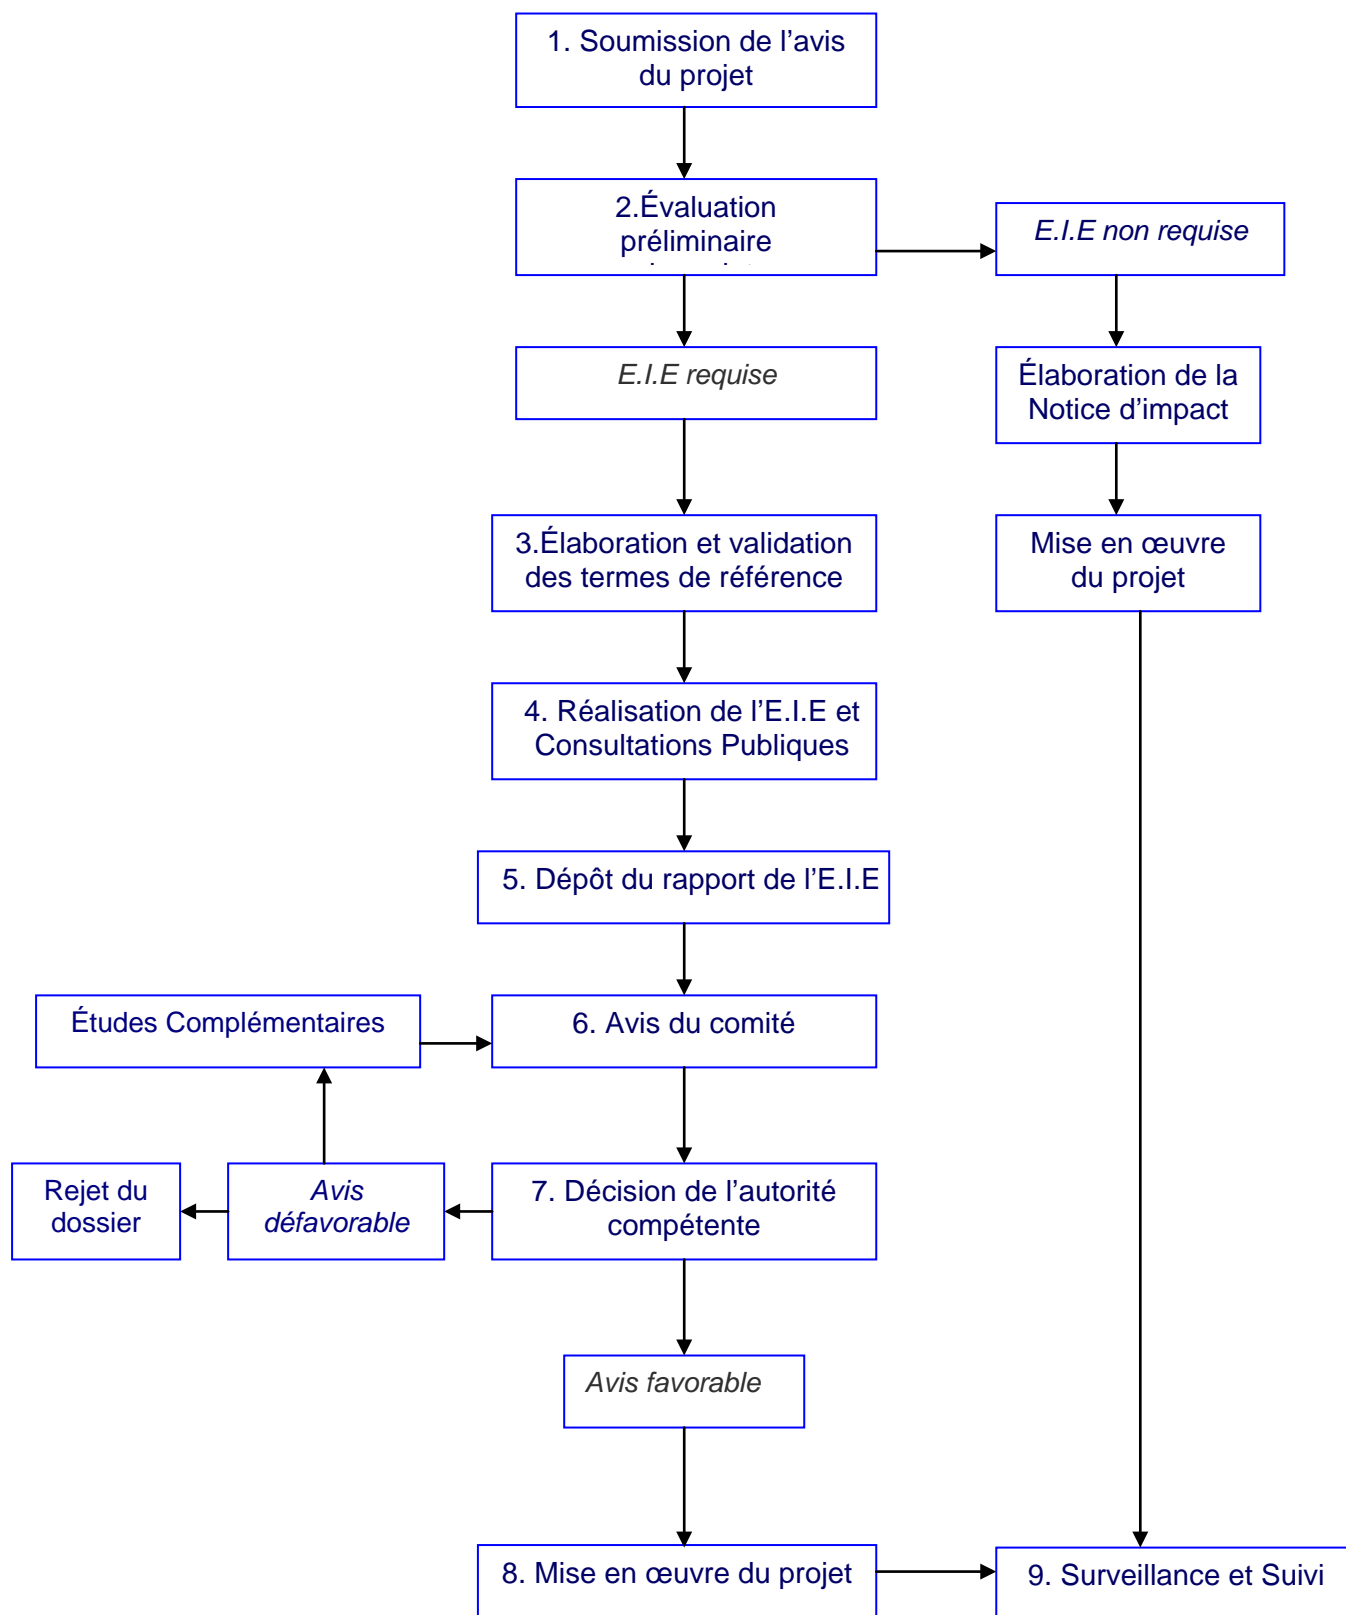 1. Soumission de l’avis
du projet
2.Évaluation
préliminaire
E.I.E non requise
E.I.E requise
Élaboration de la
Notice d’impact
3.Élaboration et validation
des termes de référence
Mise en œuvre
du projet
4. Réalisation de l’E.I.E et
Consultations Publiques
5. Dépôt du rapport de l’E.I.E
Études Complémentaires
6. Avis du comité
Rejet du
dossier
Avis
défavorable
7. Décision de l’autorité
compétente
Avis favorable
8. Mise en œuvre du projet
9. Surveillance et Suivi